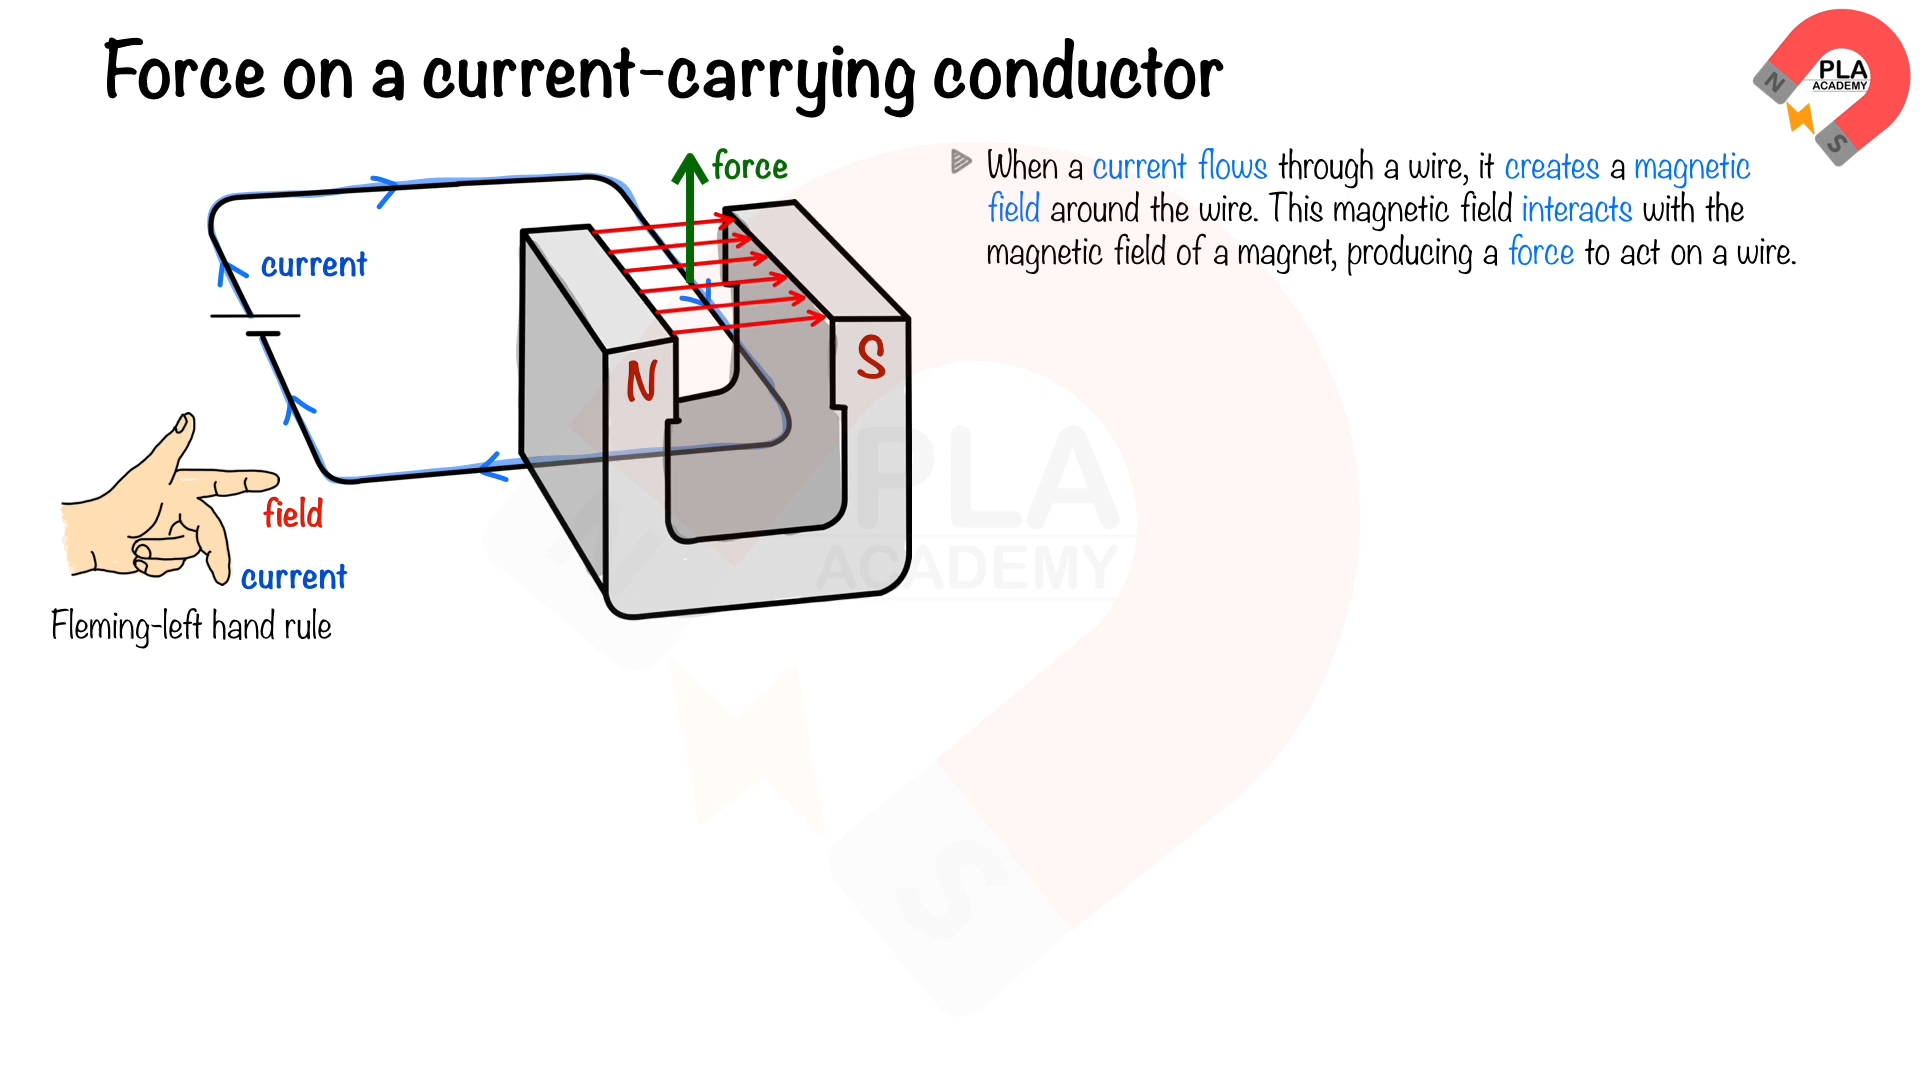 Force on a current-carrying conductor
PLA
ACADEMY
N
S
force
When a current flows through a wire, it creates a magnetic
field around the wire. This magnetic field interacts with the
magnetic field of a magnet, producing a force to act on a wire.
current
N
S
field
current
Fleming-left hand rule
PLA
ACADEMY
N
S